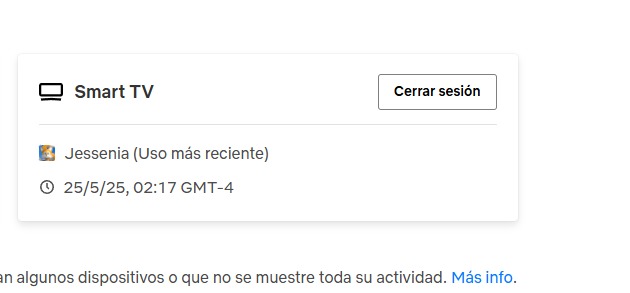 Smart TV
Cerrar sesión
Jessenia (Uso más reciente)
25/5/25, 02:17 GMT-4
algunos dispositivos o que no se muestre toda su actividad. Más info.